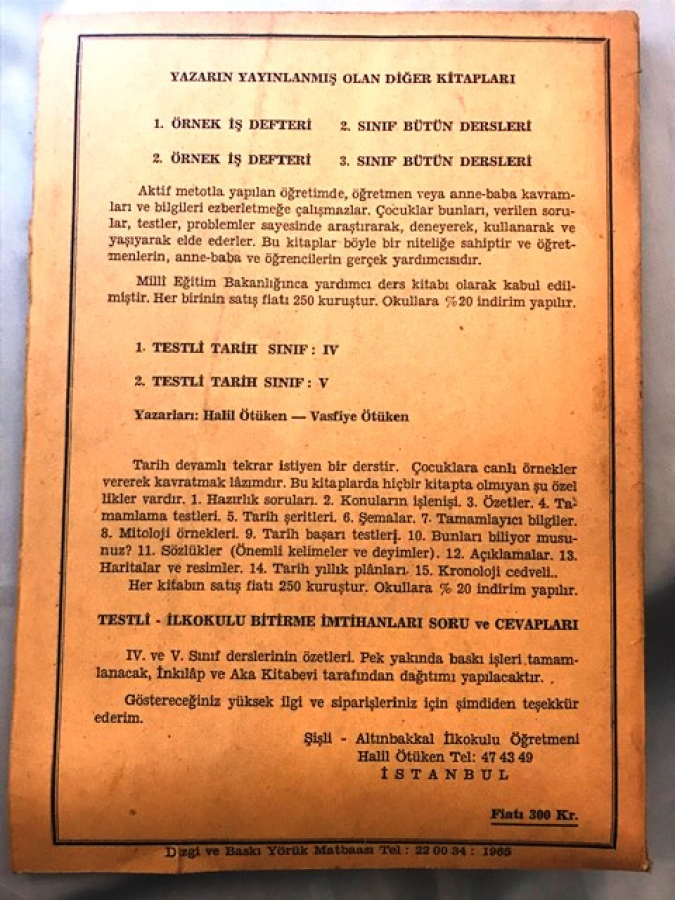 YAZARIN YAYINLANMIŞ OLAN DİĞER KİTAPLARI
1. ÖRNEK İŞ DEFTERİ 2. SINIF BÜTÜN DERSLERİ
2. ÖRNEK İŞ DEFTERİ 3. SINIF BÜTÜN DERSLERİ
Aktif metotla yapılan öğretimde, öğretmen veya anne-baba kavram-
ları ve bilgileri ezberletmeğe çalışmazlar. Çocuklar bunları, verilen soru-
lar, testler, problemler sayesinde araştırarak, deneyerek, kullanarak ve
yaşıyarak elde ederler. Bu kitaplar böyle bir niteliğe sahiptir ve öğret-
menlerin, anne-baba ve öğrencilerin gerçek yardımcısıdır.
Millî Eğitim Bakanlığınca yardımcı ders kitabı olarak kabul edil-
miştir. Her birinin satış fiatı 250 kuruştur. Okullara %20 indirim yapılır.
1. TESTLİ TARİH SINIF : IV
2. TESTLİ TARİH SINIF : V
Yazarları: Halil Ötüken — Vasfiye Ötüken
Tarih devamlı tekrar istiyen bir derstir. Çocuklara canlı örnekler
vererek kavratmak lâzımdır. Bu kitaplarda hiçbir kitapta olmıyan şu özel
likler vardır. 1. Hazırlık soruları. 2. Konuların işlenişi. 3. Özetler. 4. Ta-
mamlama testleri. 5. Tarih şeritleri. 6. Şemalar. 7. Tamamlayıcı bilgiler.
8. Mitoloji örnekleri. 9. Tarih başarı testleri. 10. Bunları biliyor musu-
nuz? 11. Sözlükler (Önemli kelimeler ve deyimler). 12. Açıklamalar. 13.
Haritalar ve resimler. 14. Tarih yıllık plânları. 15. Kronoloji cedveli..
Her kitabın satış fiatı 250 kuruştur. Okullara % 20 indirim yapılır.
TESTLİ - İLKOKULU BİTİRME İMTİHANLARI SORU ve CEVAPLARI
IV. ve V. Sınıf derslerinin özetleri. Pek yakında baskı işleri tamam-
lanacak, İnkılâp ve Aka Kitabevi tarafından dağıtımı yapılacaktır.
Göstereceğiniz yüksek ilgi ve siparişleriniz için şimdiden teşekkür
ederim.
Şişli - Altınbakkal İlkokulu Öğretmeni
Halil Ötüken Tel: 47 43 49
İSTANBUL
Fiatı 300 Kr.
Dizgi ve Baskı Yörük Matbaası Tel : 22 00 34 : 1965